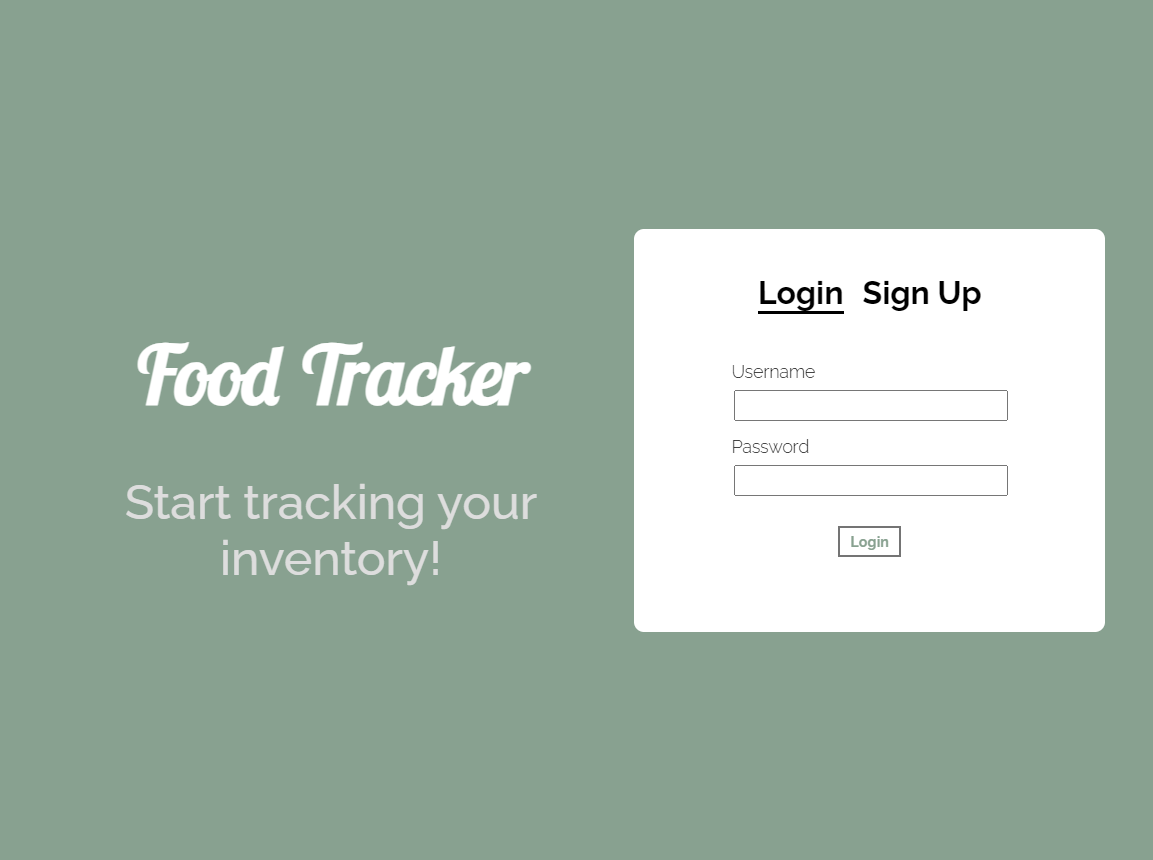 Food Tracker
Start tracking your
inventory!
Login Sign Up
Username
Password
Login